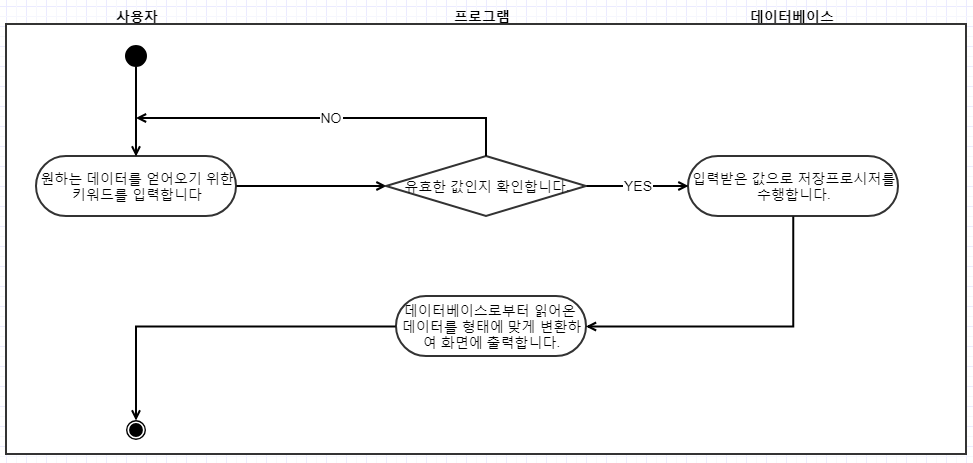 사용자
프로그램
데이터베이스
NO
원하는 데이터를 얻어오기 위한
키워드를 입력합니다
유효한 값인지 확인합니다
YES
입력받은 값으로 저장프로시저를
수행합니다.
데이터베이스로부터 읽어온
데이터를 형태에 맞게 변환하
여 화면에 출력합니다.